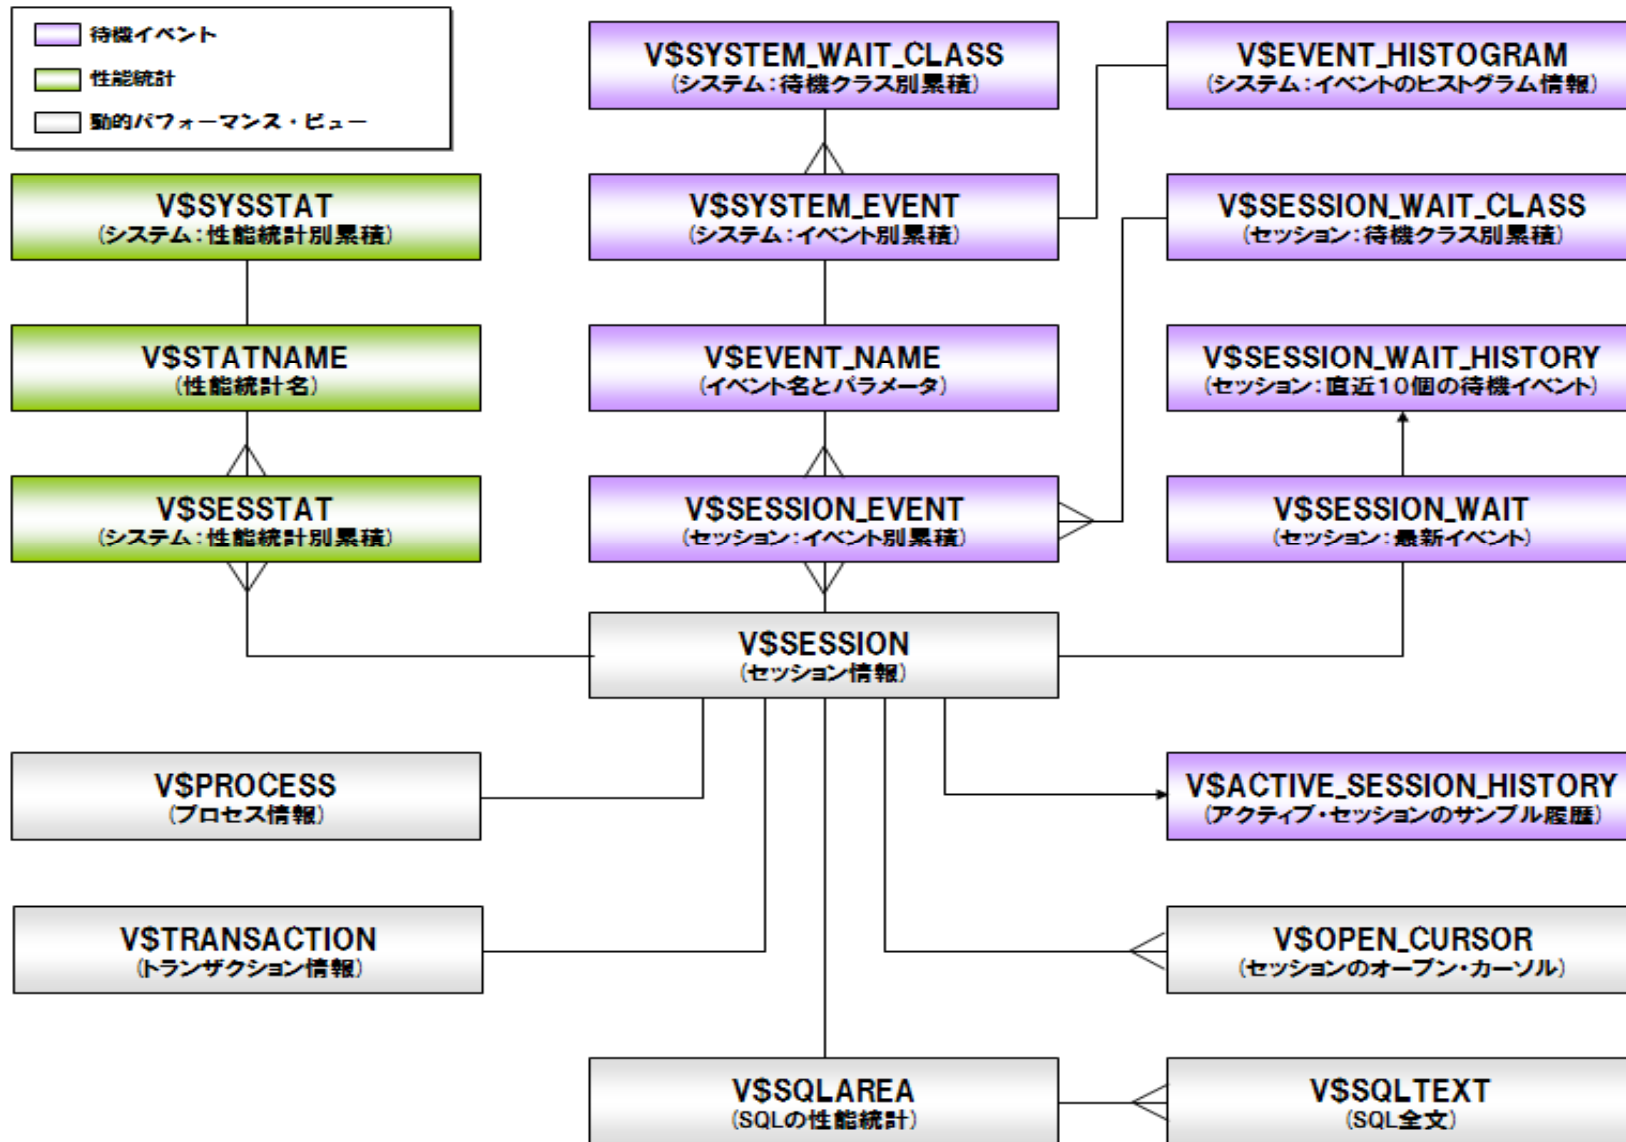 待機イベント
性能統計
動的パフォーマンス・ビュー
V$SYSTEM_WAIT_CLASS
(システム:待機クラス別累積)
V$EVENT_HISTOGRAM
(システム:イベントのヒストグラム情報)
V$SYSSTAT
(システム:性能統計別累積)
V$SYSTEM_EVENT
(システム:イベント別累積)
V$SESSION_WAIT_CLASS
(セッション:待機クラス別累積)
V$STATNAME
(性能統計名)
V$EVENT_NAME
(イベント名とパラメータ)
V$SESSION_WAIT_HISTORY
(セッション:直近10個の待機イベント)
V$SESSTAT
(システム:性能統計別累積)
V$SESSION_EVENT
(セッション:イベント別累積)
V$SESSION_WAIT
(セッション:最新イベント)
V$SESSION
(セッション情報)
V$PROCESS
(プロセス情報)
V$ACTIVE_SESSION_HISTORY
(アクティブ・セッションのサンプル履歴)
V$TRANSACTION
(トランザクション情報)
V$OPEN_CURSOR
(セッションのオープン・カーソル)
V$SQLAREA
(SQLの性能統計)
V$SQLTEXT
(SQL全文)